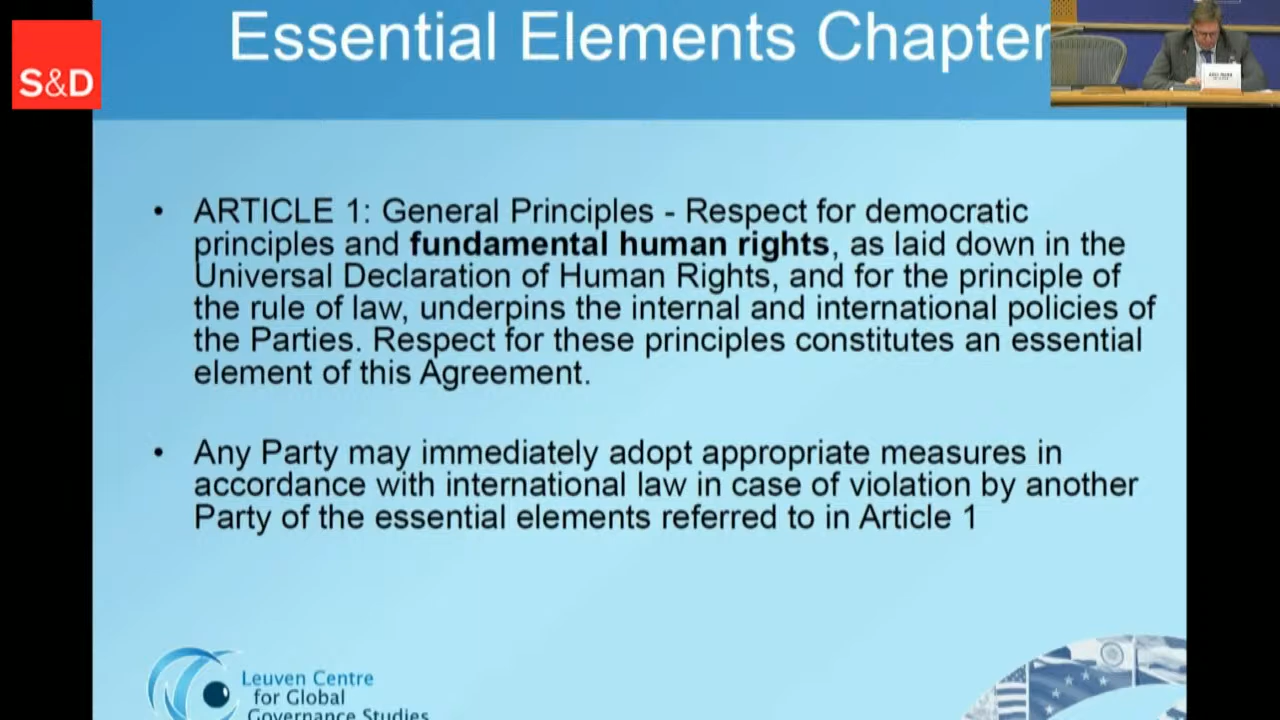 Essential Elements Chapter
S&D
• ARTICLE 1: General Principles - Respect for democratic
principles and fundamental human rights, as laid down in the
Universal Declaration of Human Rights, and for the principle of
the rule of law, underpins the internal and international policies of
the Parties. Respect for these principles constitutes an essential
element of this Agreement.
• Any Party may immediately adopt appropriate measures in
accordance with international law in case of violation by another
Party of the essential elements referred to in Article 1
Leuven Centre
for Global
Governance Studies